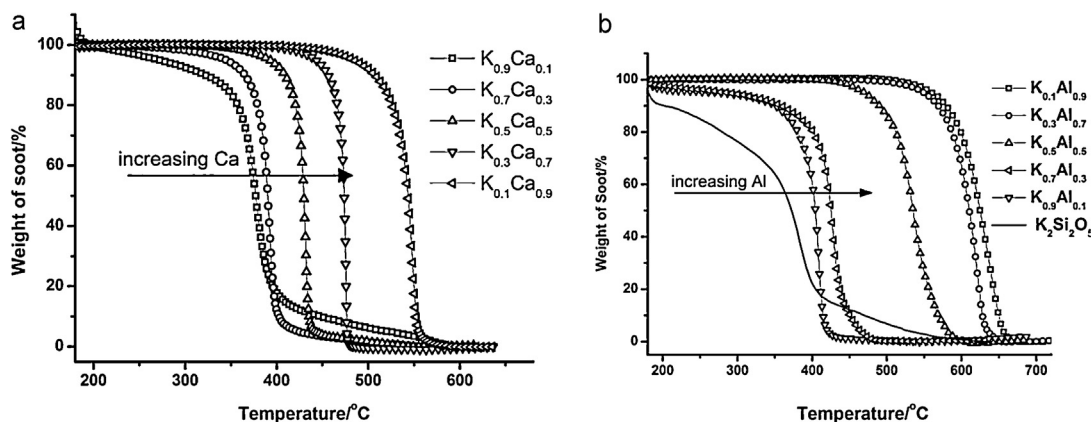 a
100
80
60
40
20
0
Weight of soot/%
increasing Ca
K₀.₉Ca₀.₁
K₀.₇Ca₀.₃
K₀.₅Ca₀.₅
K₀.₃Ca₀.₇
K₀.₁Ca₀.₉
200 300 400 500 600
Temperature/°C
b
100
80
60
40
20
0
Weight of Soot/%
increasing Al
K₀.₁Al₀.₉
K₀.₃Al₀.₇
K₀.₅Al₀.₅
K₀.₇Al₀.₃
K₀.₉Al₀.₁
K₂Si₂O₅
200 300 400 500 600 700
Temperature/°C